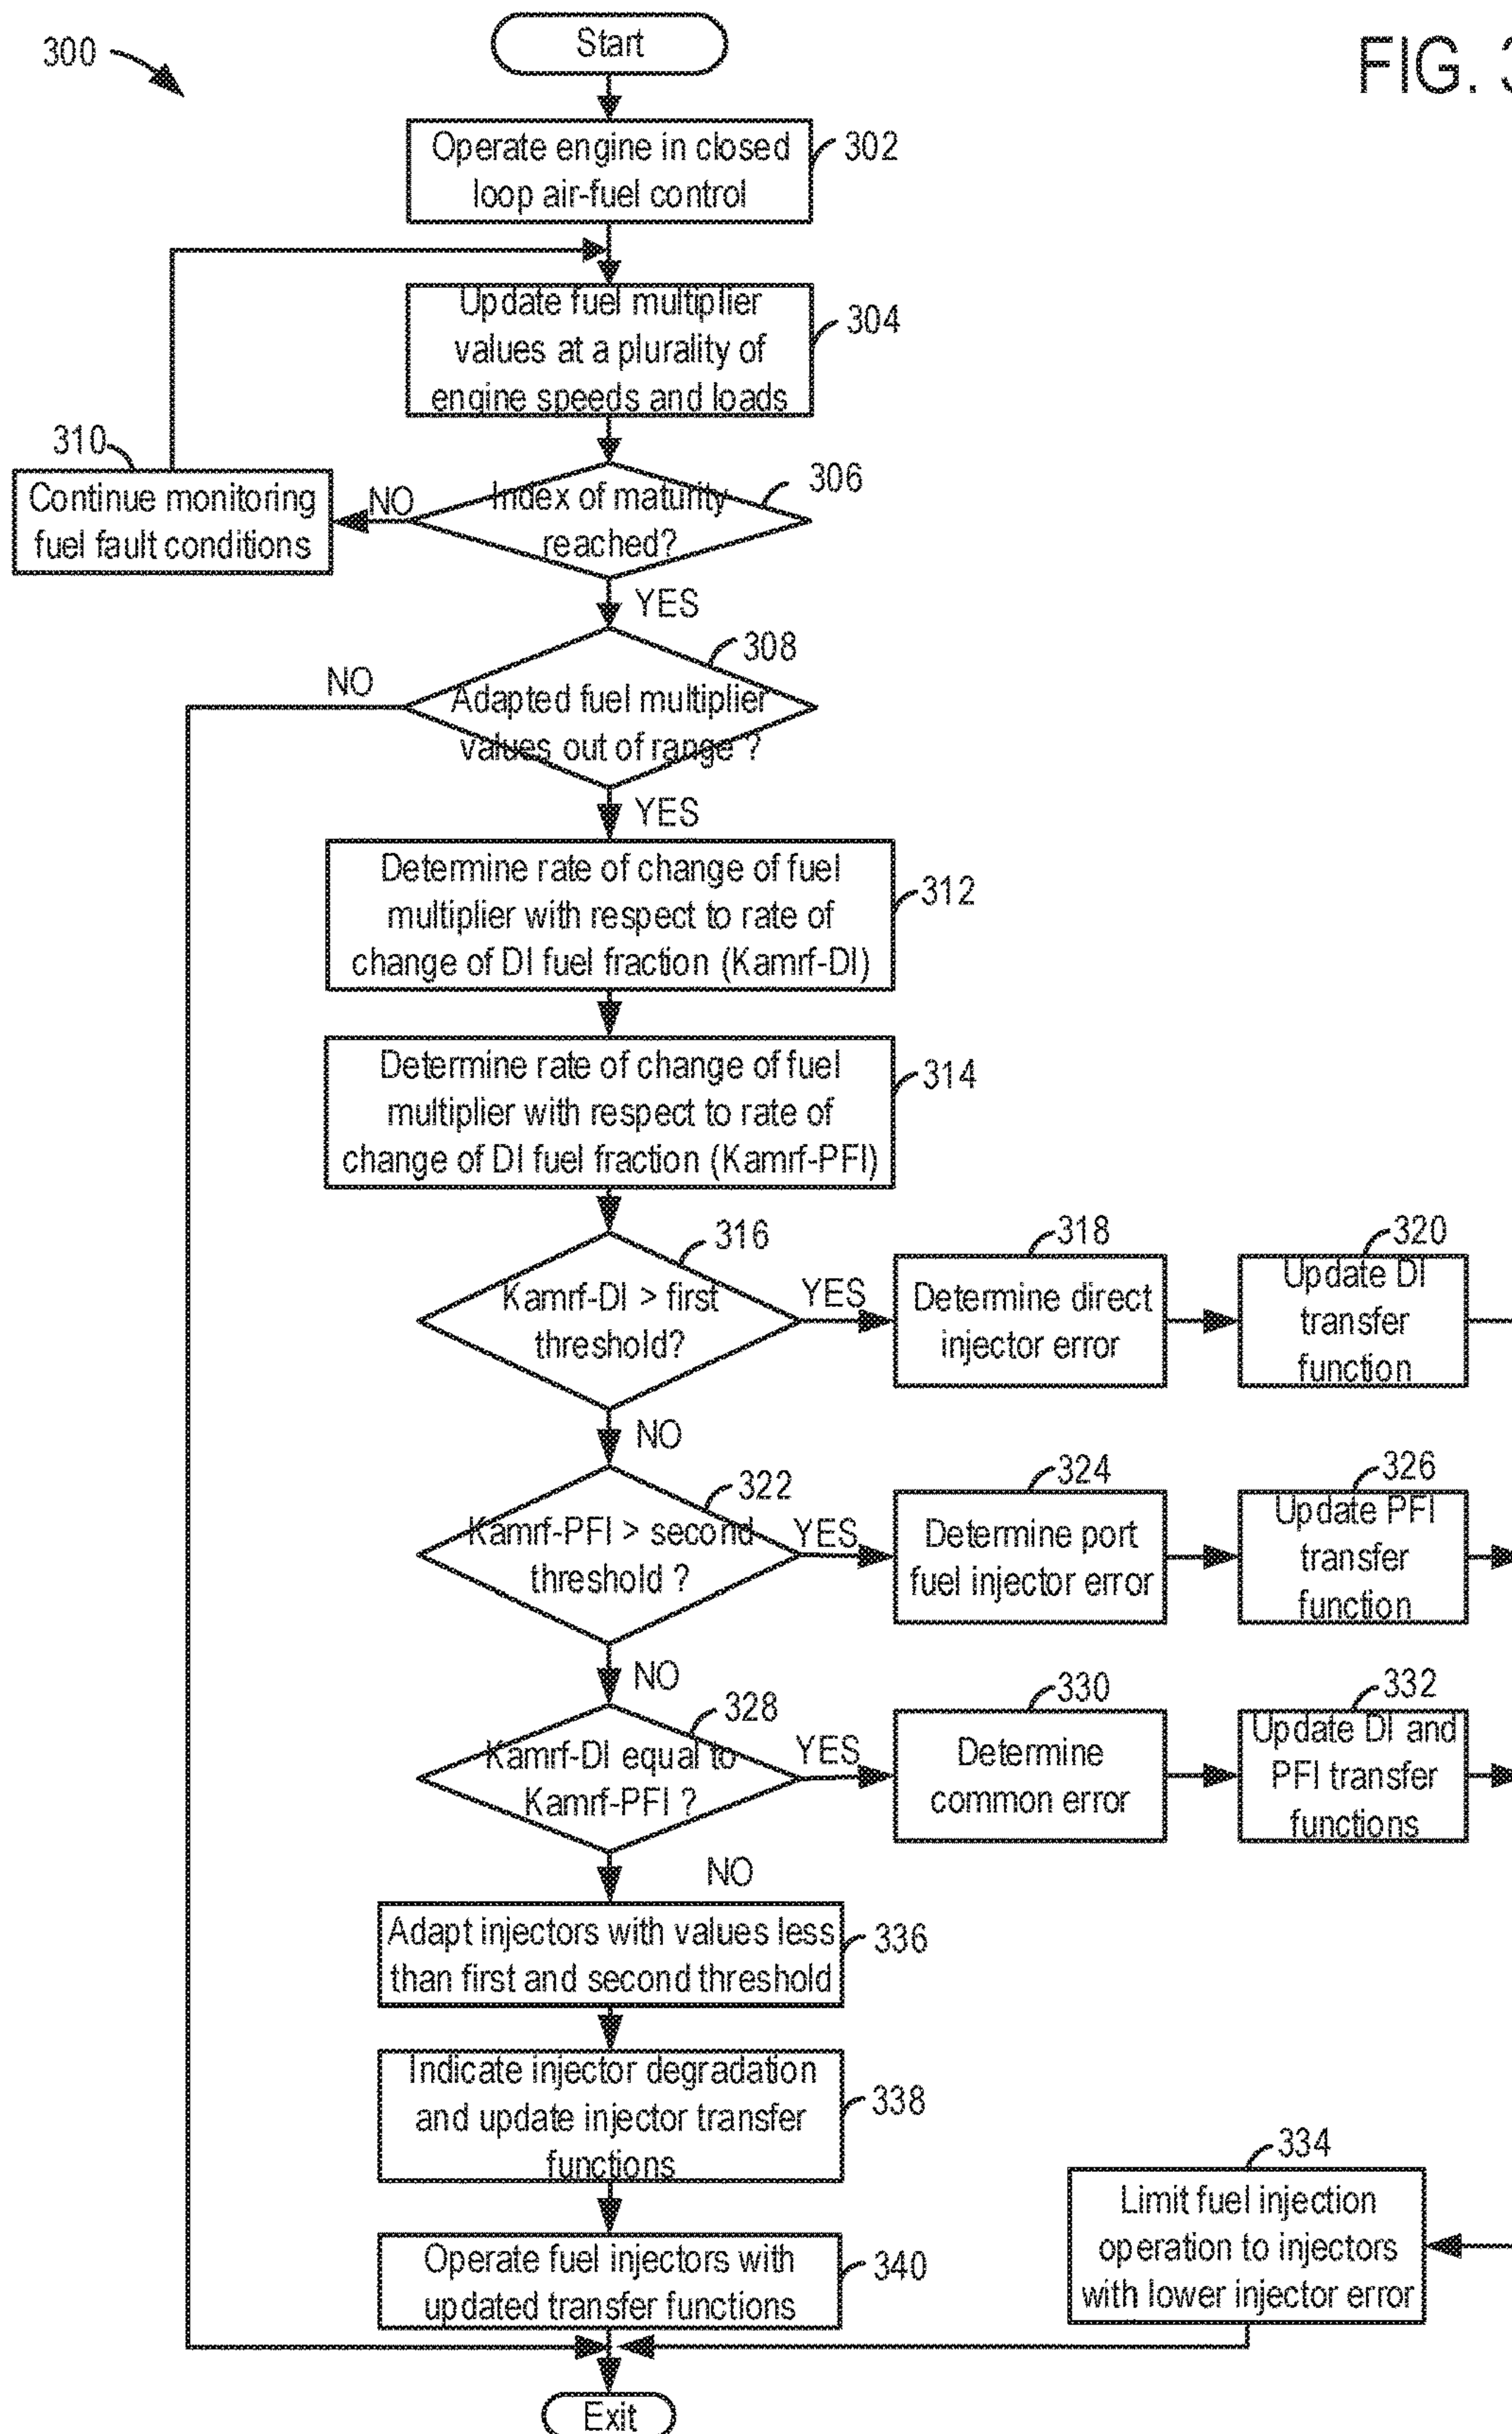 300
Start
FIG. 3
Operate engine in closed
loop air-fuel control
302
Update fuel multiplier
values at a plurality of
engine speeds and loads
304
310
Continue monitoring
fuel fault conditions
NO
Index of maturity
reached?
306
YES
308
NO
Adapted fuel multiplier
values out of range ?
YES
Determine rate of change of fuel
multiplier with respect to rate of
change of DI fuel fraction (Kamrf-DI)
312
Determine rate of change of fuel
multiplier with respect to rate of
change of DI fuel fraction (Kamrf-PFI)
314
316
Kamrf-DI > first
threshold?
YES
318
Determine direct
injector error
320
Update DI
transfer
function
NO
322
Kamrf-PFI > second
threshold ?
YES
324
Determine port
fuel injector error
326
Update PFI
transfer
function
NO
328
Kamrf-DI equal to
Kamrf-PFI ?
YES
330
Determine
common error
332
Update DI and
PFI transfer
functions
NO
Adapt injectors with values less
than first and second threshold
336
Indicate injector degradation
and update injector transfer
functions
338
334
Limit fuel injection
operation to injectors
with lower injector error
Operate fuel injectors with
updated transfer functions
340
Exit